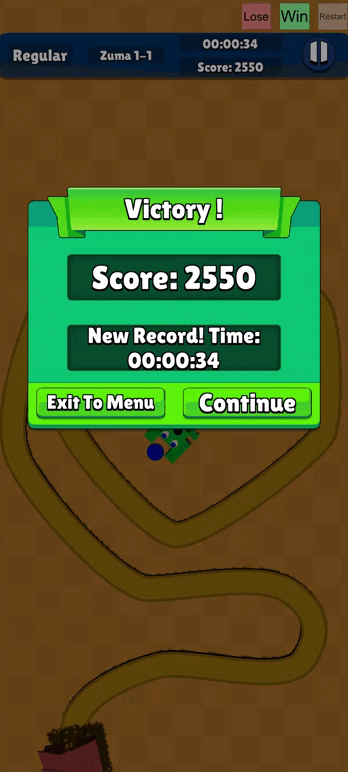 Lose Win Restart
Regular
Zuma 1-1
00:00:34
Score: 2550
Victory !
Score: 2550
New Record! Time:
00:00:34
Exit To Menu
Continue